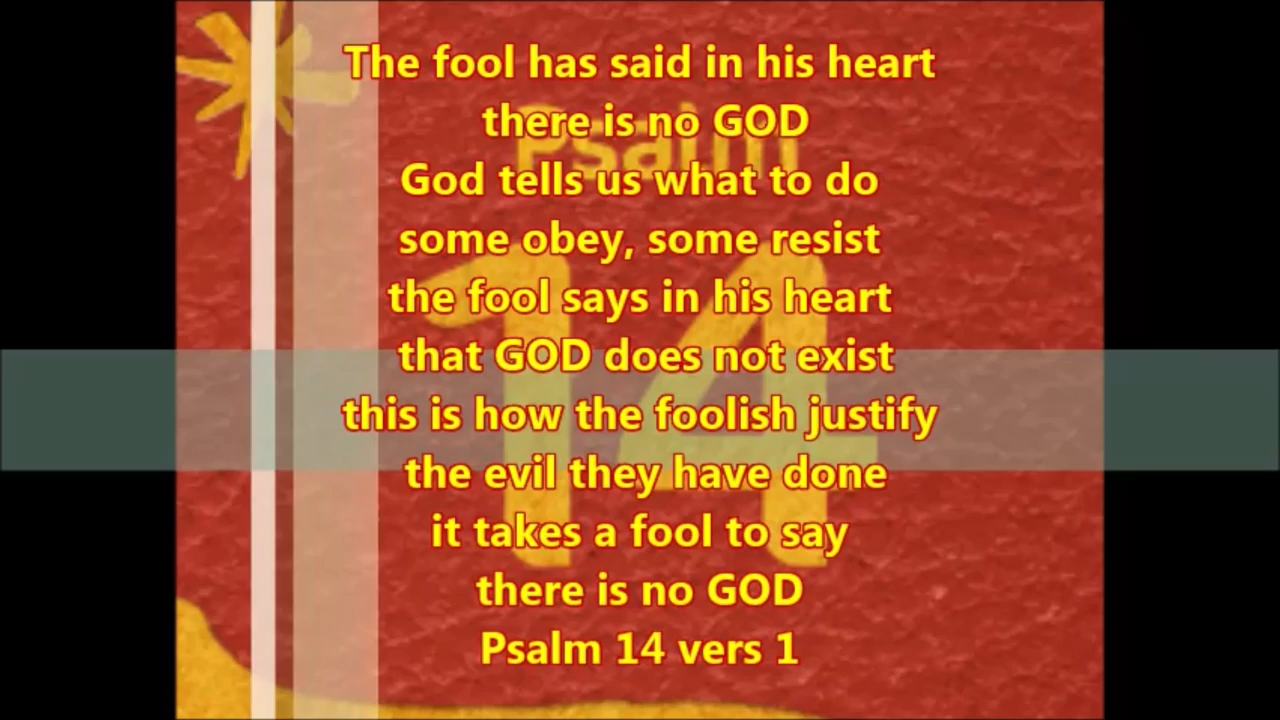 The fool has said in his heart
there is no GOD
Psalm
God tells us what to do
some obey, some resist
14
the fool says in his heart
that GOD does not exist
this is how the foolish justify
the evil they have done
it takes a fool to say
there is no GOD
Psalm 14 vers 1